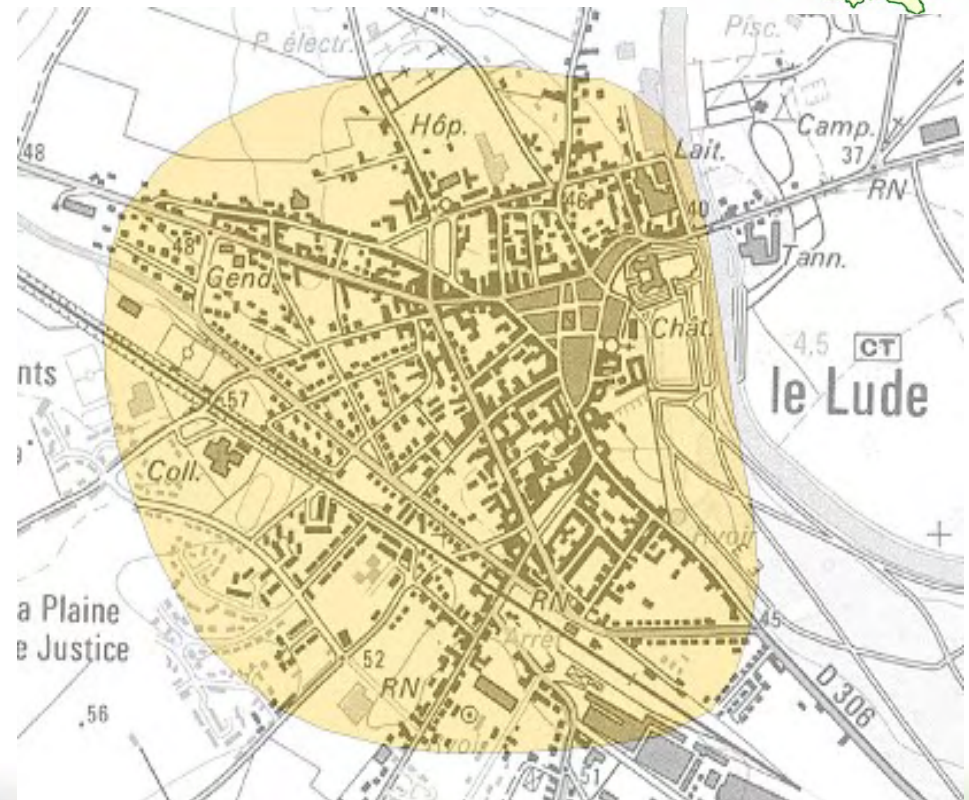 P. électr.
Pisc.
Hôp.
Camp.
37
48
Lait.
RN
46
40
48
Gend.
Tann.
Chât.
4,5
CT
nts
57
le Lude
Coll.
RN
45
a Plaine
e Justice
Arrêt
52
RN
D 306
.56
51